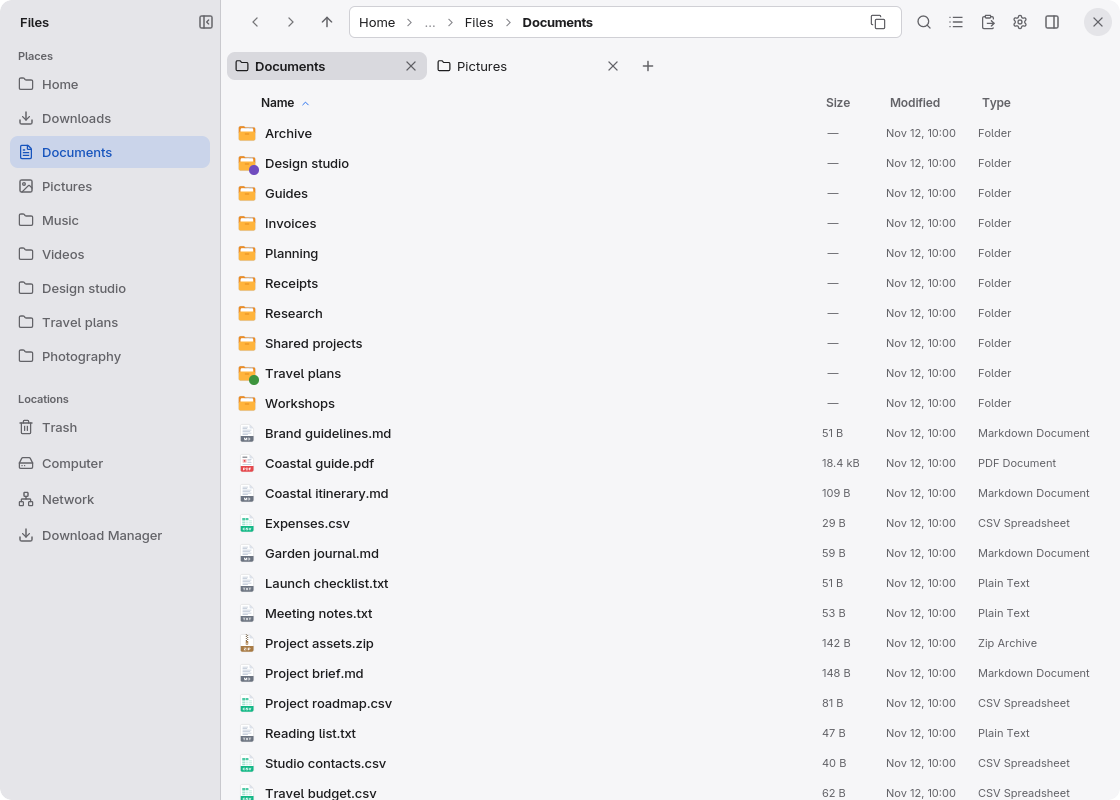 Files
Home … Files Documents
Places
Home
Downloads
Documents
Pictures
Music
Videos
Design studio
Travel plans
Photography
Locations
Trash
Computer
Network
Download Manager
Documents Pictures
Name Size Modified Type
Archive — Nov 12, 10:00 Folder
Design studio — Nov 12, 10:00 Folder
Guides — Nov 12, 10:00 Folder
Invoices — Nov 12, 10:00 Folder
Planning — Nov 12, 10:00 Folder
Receipts — Nov 12, 10:00 Folder
Research — Nov 12, 10:00 Folder
Shared projects — Nov 12, 10:00 Folder
Travel plans — Nov 12, 10:00 Folder
Workshops — Nov 12, 10:00 Folder
Brand guidelines.md 51 B Nov 12, 10:00 Markdown Document
Coastal guide.pdf 18.4 kB Nov 12, 10:00 PDF Document
Coastal itinerary.md 109 B Nov 12, 10:00 Markdown Document
Expenses.csv 29 B Nov 12, 10:00 CSV Spreadsheet
Garden journal.md 59 B Nov 12, 10:00 Markdown Document
Launch checklist.txt 51 B Nov 12, 10:00 Plain Text
Meeting notes.txt 53 B Nov 12, 10:00 Plain Text
Project assets.zip 142 B Nov 12, 10:00 Zip Archive
Project brief.md 148 B Nov 12, 10:00 Markdown Document
Project roadmap.csv 81 B Nov 12, 10:00 CSV Spreadsheet
Reading list.txt 47 B Nov 12, 10:00 Plain Text
Studio contacts.csv 40 B Nov 12, 10:00 CSV Spreadsheet
Travel budget.csv 62 B Nov 12, 10:00 CSV Spreadsheet